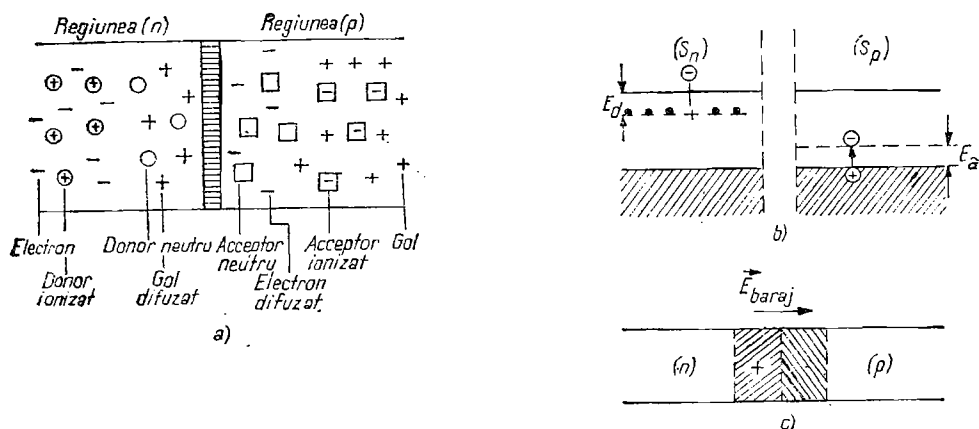 Regiunea(n) Regiunea(p)
Electron Donor neutru Acceptor neutru Acceptor ionizat Gol
Donor ionizat Gol difuzat Electron difuzat
a)
(Sn) (Sp)
Ed
Ea
b)
E baraj
(n) + (p)
c)